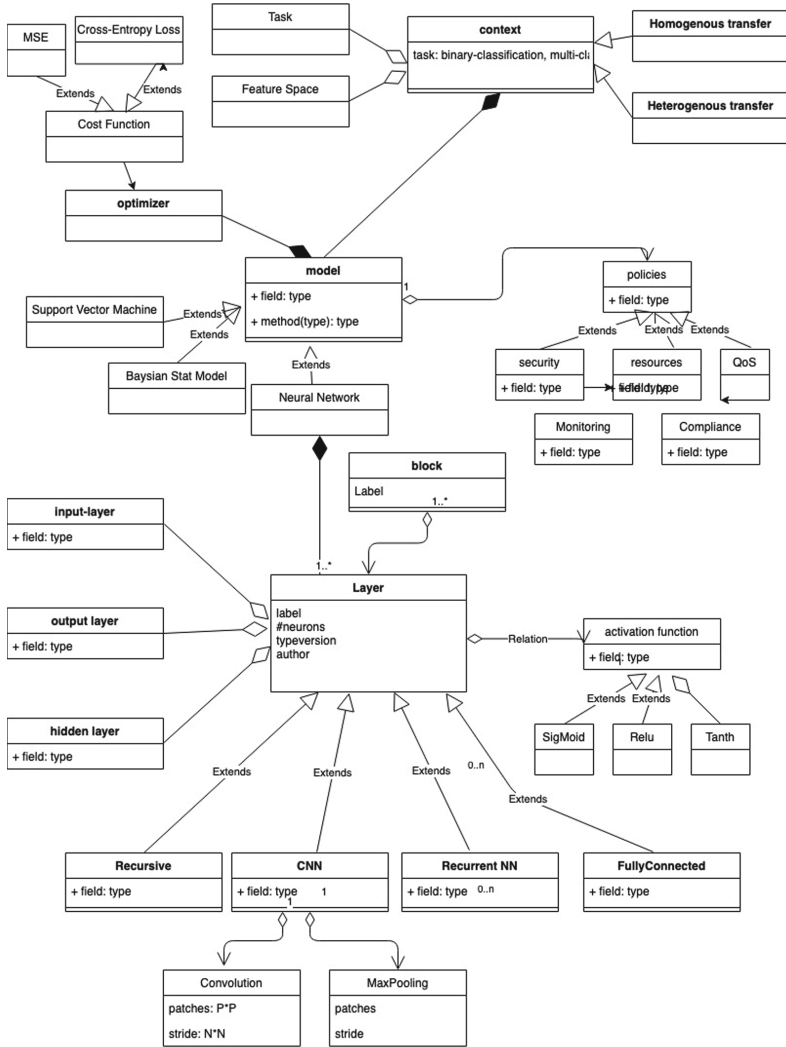 MSE
Cross-Entropy Loss
Extends
Extends
Cost Function
optimizer
Task
Feature Space
context
task: binary-classification, multi-cla
Homogenous transfer
Heterogenous transfer
model
+ field: type
+ method(type): type
1
Support Vector Machine
Extends
Extends
Baysian Stat Model
Extends
Neural Network
policies
+ field: type
Extends
Extends
Extends
security
+ field: type
resources
+ field: type
QoS
Monitoring
+ field: type
Compliance
+ field: type
block
Label
1..*
1..*
input-layer
+ field: type
output layer
+ field: type
hidden layer
+ field: type
Layer
label
#neurons
typeversion
author
Relation
activation function
+ field: type
Extends
Extends
SigMoid
Relu
Tanth
Extends
Extends
Extends
0..n
Extends
Recursive
+ field: type
CNN
+ field: type
1
1
Recurrent NN
+ field: type
0..n
FullyConnected
+ field: type
Convolution
patches: P*P
stride: N*N
MaxPooling
patches
stride